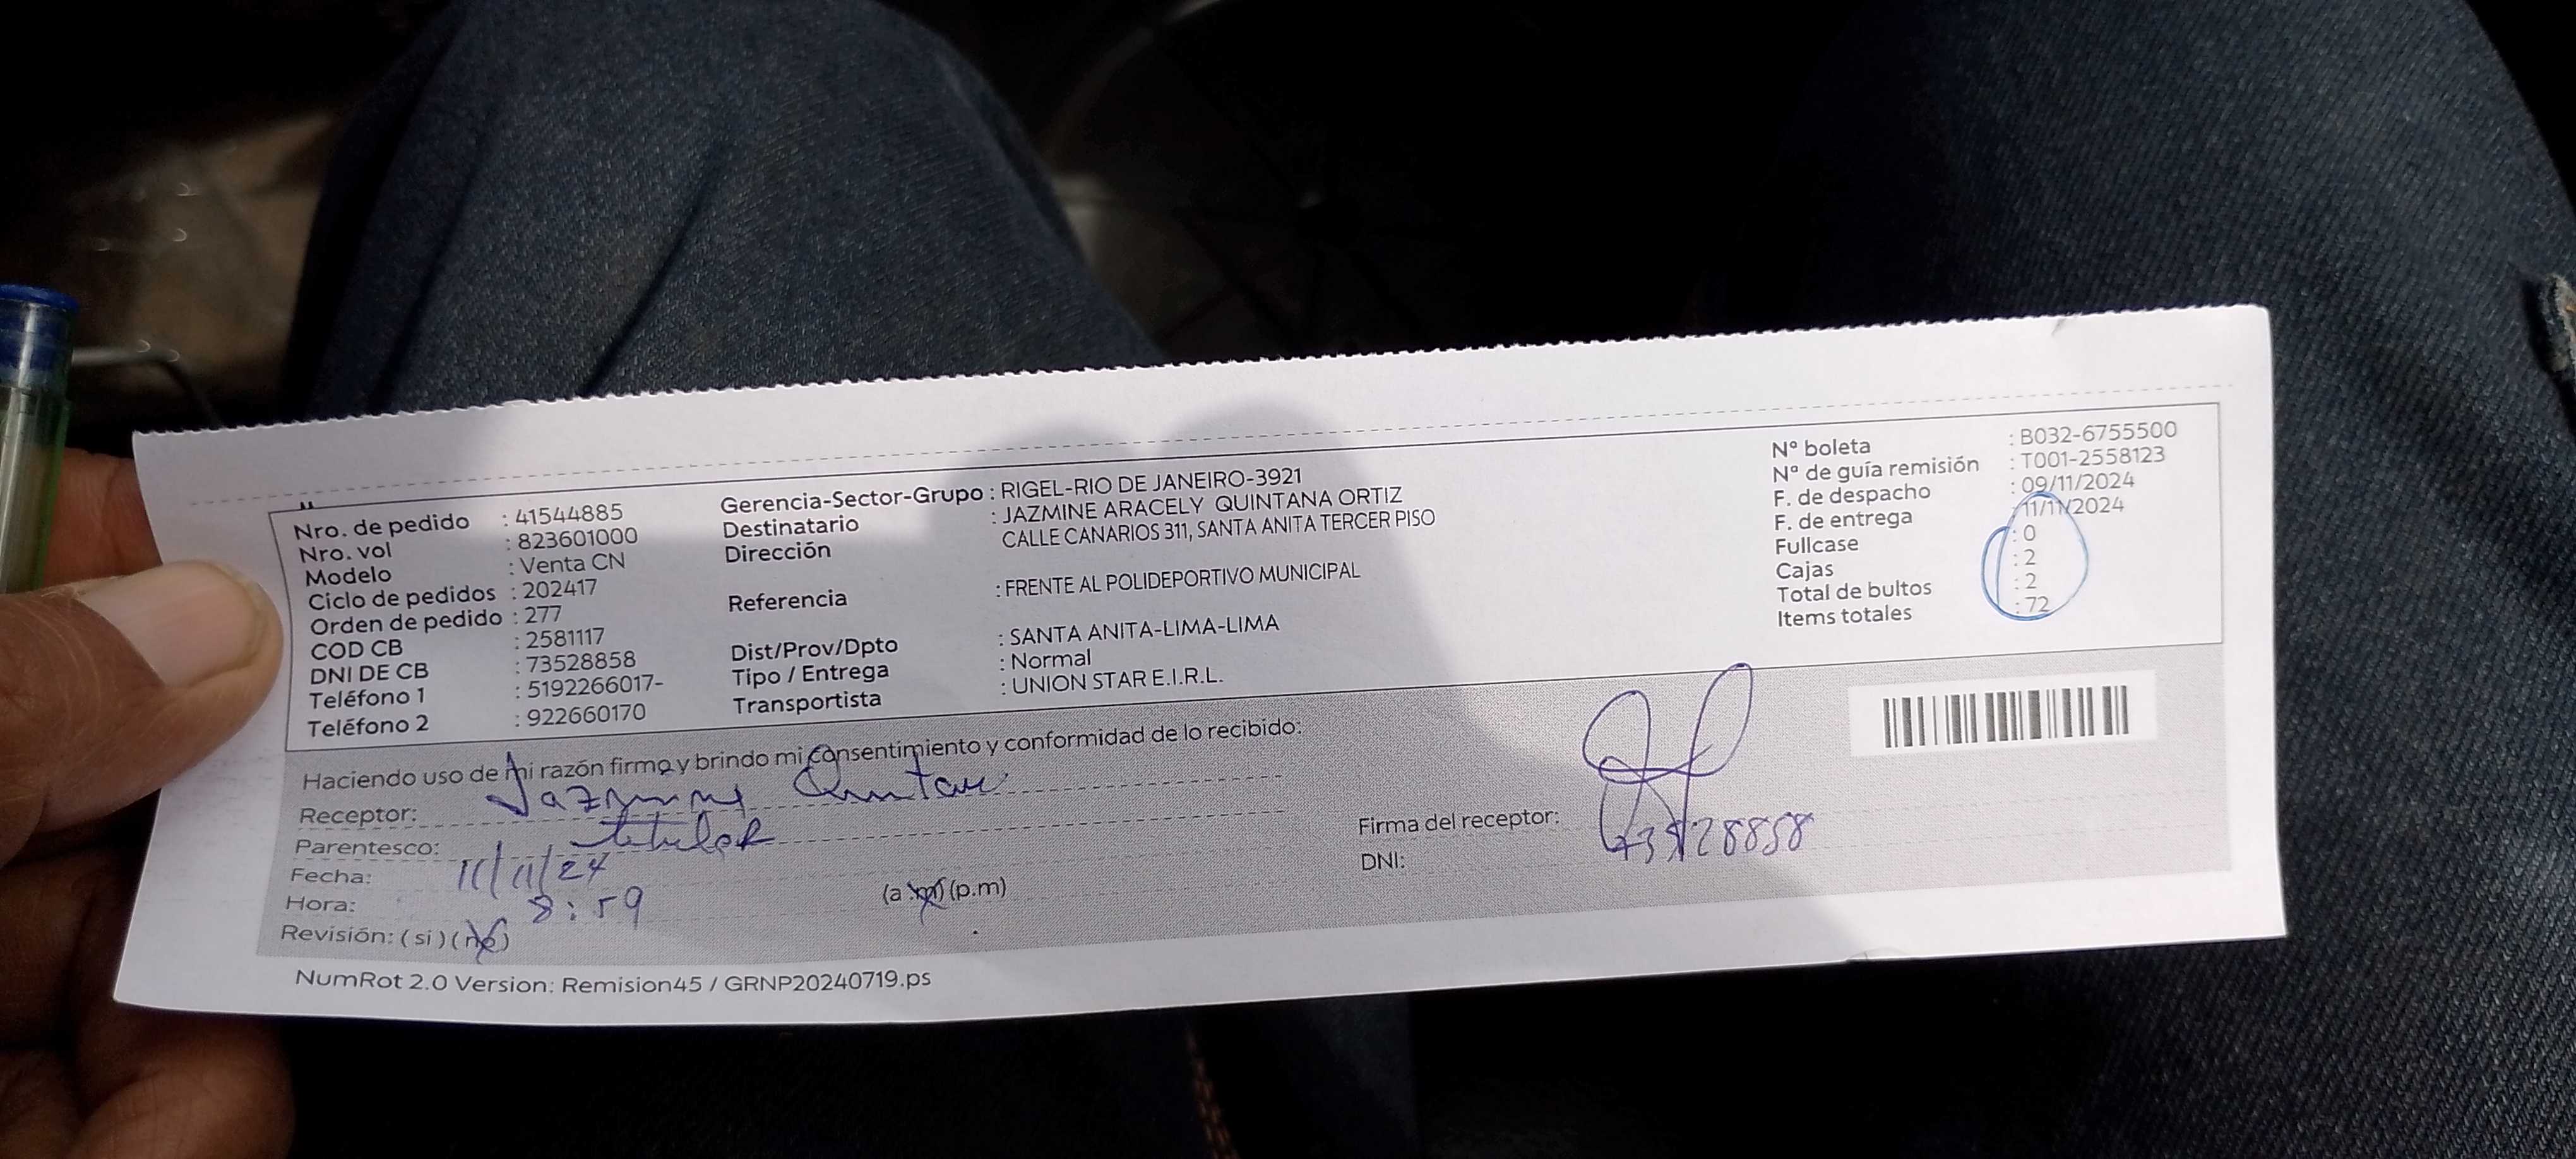 Nro. de pedido : 41544885
Nro. vol : 823601000
Modelo : Venta CN
Ciclo de pedidos : 202417
Orden de pedido : 277
COD CB : 2581117
DNI DE CB : 73528858
Teléfono 1 : 5192266017-
Teléfono 2 : 922660170
Gerencia-Sector-Grupo : RIGEL-RIO DE JANEIRO-3921
Destinatario : JAZMINE ARACELY QUINTANA ORTIZ
Dirección CALLE CANARIOS 311, SANTA ANITA TERCER PISO
Referencia : FRENTE AL POLIDEPORTIVO MUNICIPAL
Dist/Prov/Dpto : SANTA ANITA-LIMA-LIMA
Tipo / Entrega : Normal
Transportista : UNION STAR E.I.R.L.
Nº boleta : B032-6755500
Nº de guía remisión : T001-2558123
F. de despacho : 09/11/2024
F. de entrega : 11/11/2024
Fullcase : 0
Cajas : 2
Total de bultos : 2
Items totales : 72
Haciendo uso de mi razón firmo y brindo mi consentimiento y conformidad de lo recibido:
Receptor: Jazmine Quintan
Parentesco: titular
Fecha: 11/11/24
Hora: 8:59 (a.m) (p.m)
Revisión: (si) (no)
Firma del receptor:
DNI: 73528858
NumRot 2.0 Version: Remision45 / GRNP20240719.ps